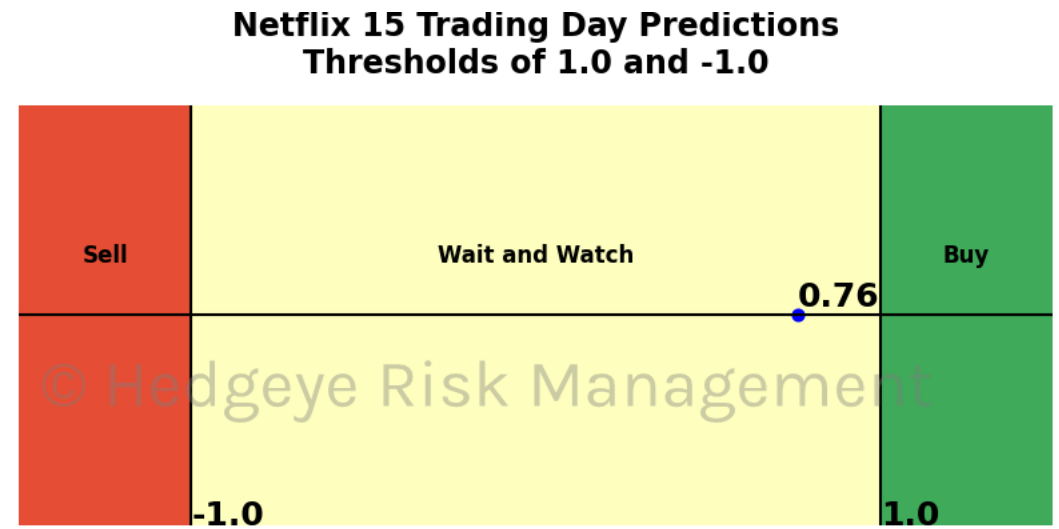 Netflix 15 Trading Day Predictions
Thresholds of 1.0 and -1.0
Sell
Wait and Watch
Buy
0.76
© Hedgeye Risk Management
-1.0
1.0